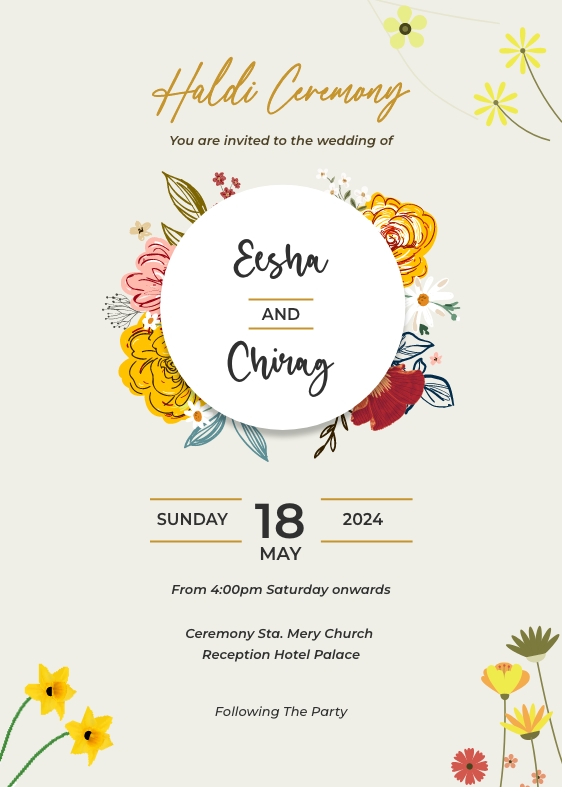 Haldi Ceremony
You are invited to the wedding of
Eesha
AND
Chirag
SUNDAY 18 2024
MAY
From 4:00pm Saturday onwards
Ceremony Sta. Mery Church
Reception Hotel Palace
Following The Party